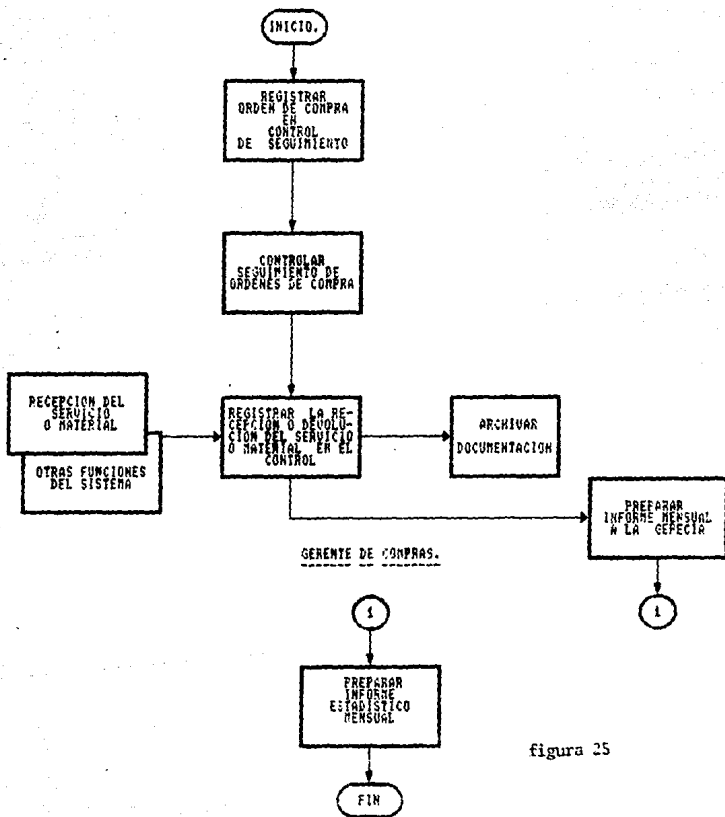 INICIO.
REGISTRAR
ORDEN DE COMPRA
EN
CONTROL
DE SEGUIMIENTO
CONTROLAR
SEGUIMIENTO DE
ORDENES DE COMPRA
RECEPCION DEL
SERVICIO
O MATERIAL
OTRAS FUNCIONES
DEL SISTEMA
REGISTRAR LA RE-
CEPCION O DEVOLU-
CION DEL SERVICIO
O MATERIAL EN EL
CONTROL
ARCHIVAR
DOCUMENTACION
PREPARAR
INFORME MENSUAL
A LA GEPECIA
GERENTE DE COMPRAS.
1
1
PREPARAR
INFORME
ESTADISTICO
MENSUAL
figura 25
FIN